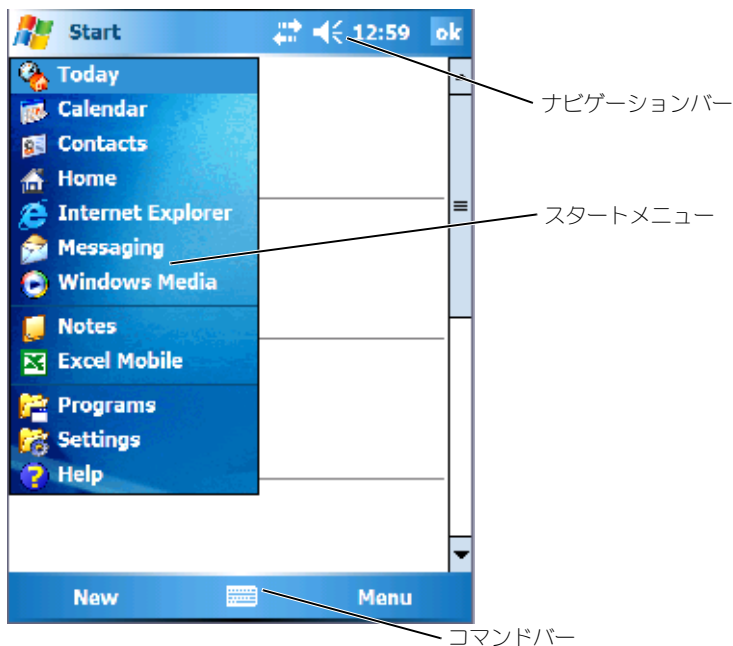 Start 12:59 ok
Today
Calendar
Contacts
Home
Internet Explorer
Messaging
Windows Media
Notes
Excel Mobile
Programs
Settings
Help
New Menu
ナビゲーションバー
スタートメニュー
コマンドバー